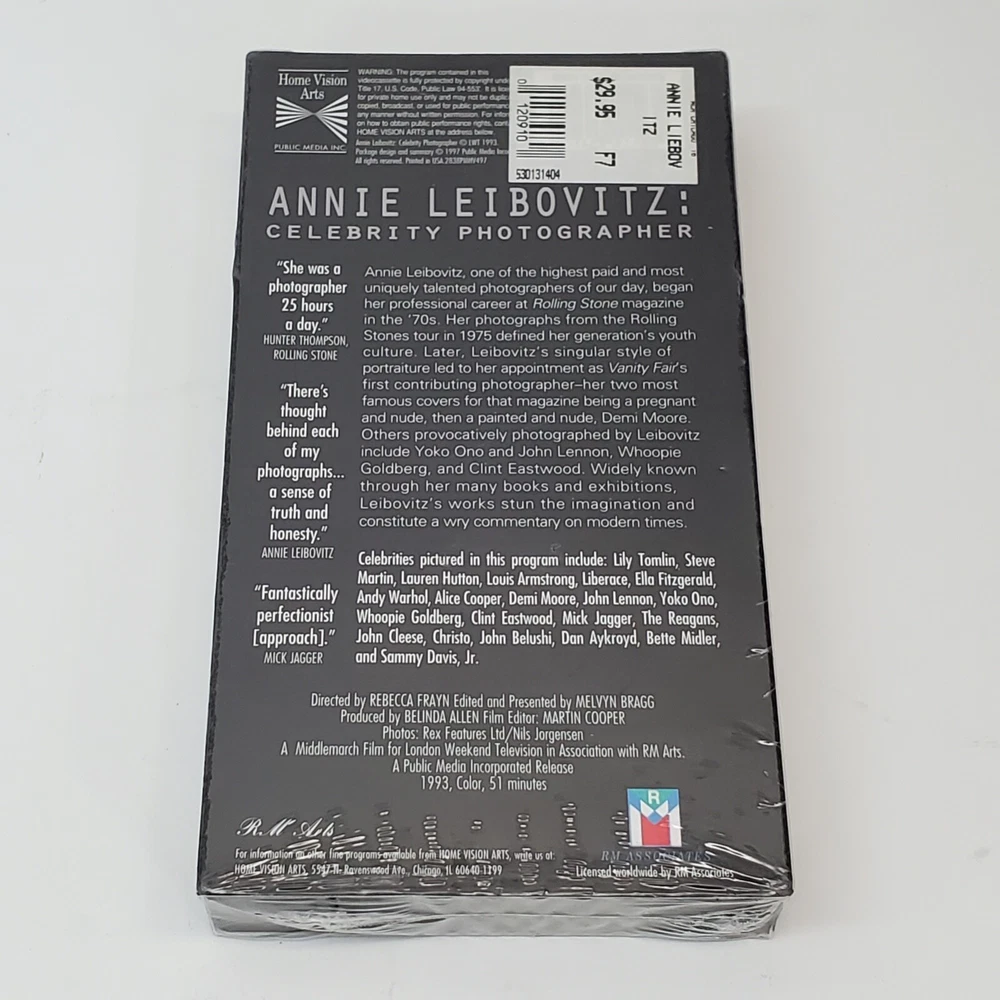 Home Vision
Arts
PUBLIC MEDIA INC.
WARNING: The program contained in this
videocassette is fully protected by copyright
Title 17, U.S. Code, Public Law 94-553. It is
for private home use only and may not be
copied, broadcast, or used for public
any manner without written permission. For
on how to obtain public performance rights,
HOME VISION ARTS at the address below.
Annie Leibovitz: Celebrity Photographer © LWT 1993
Package design and summary © 1997 Public Media
All rights reserved. Printed in USA
$29.95
F7
ANNIE LIEBOV
ITZ
0 120910
530131404
ANNIE LEIBOVITZ:
CELEBRITY PHOTOGRAPHER
“She was a
photographer
25 hours
a day.”
HUNTER THOMPSON,
ROLLING STONE
“There’s
thought
behind each
of my
photographs...
a sense of
truth and
honesty.”
ANNIE LEIBOVITZ
“Fantastically
perfectionist
[approach].”
MICK JAGGER
Annie Leibovitz, one of the highest paid and most
uniquely talented photographers of our day, began
her professional career at Rolling Stone magazine
in the ’70s. Her photographs from the Rolling
Stones tour in 1975 defined her generation’s youth
culture. Later, Leibovitz’s singular style of
portraiture led to her appointment as Vanity Fair’s
first contributing photographer–her two most
famous covers for that magazine being a pregnant
and nude, then a painted and nude, Demi Moore.
Others provocatively photographed by Leibovitz
include Yoko Ono and John Lennon, Whoopie
Goldberg, and Clint Eastwood. Widely known
through her many books and exhibitions,
Leibovitz’s works stun the imagination and
constitute a wry commentary on modern times.
Celebrities pictured in this program include: Lily Tomlin, Steve
Martin, Lauren Hutton, Louis Armstrong, Liberace, Ella Fitzgerald,
Andy Warhol, Alice Cooper, Demi Moore, John Lennon, Yoko Ono,
Whoopie Goldberg, Clint Eastwood, Mick Jagger, The Reagans,
John Cleese, Christo, John Belushi, Dan Aykroyd, Bette Midler,
and Sammy Davis, Jr.
Directed by REBECCA FRAYN Edited and Presented by MELVYN BRAGG
Produced by BELINDA ALLEN Film Editor: MARTIN COOPER
Photos: Rex Features Ltd/Nils Jorgensen
A Middlemarch Film for London Weekend Television in Association with RM Arts.
A Public Media Incorporated Release
1993, Color, 51 minutes
RM Arts
For information on other fine programs available from HOME VISION ARTS, write us at:
HOME VISION ARTS, 5547 N. Ravenswood Ave., Chicago, IL 60640-1199
R
M
RM ASSOCIATES
Licensed worldwide by RM Associates